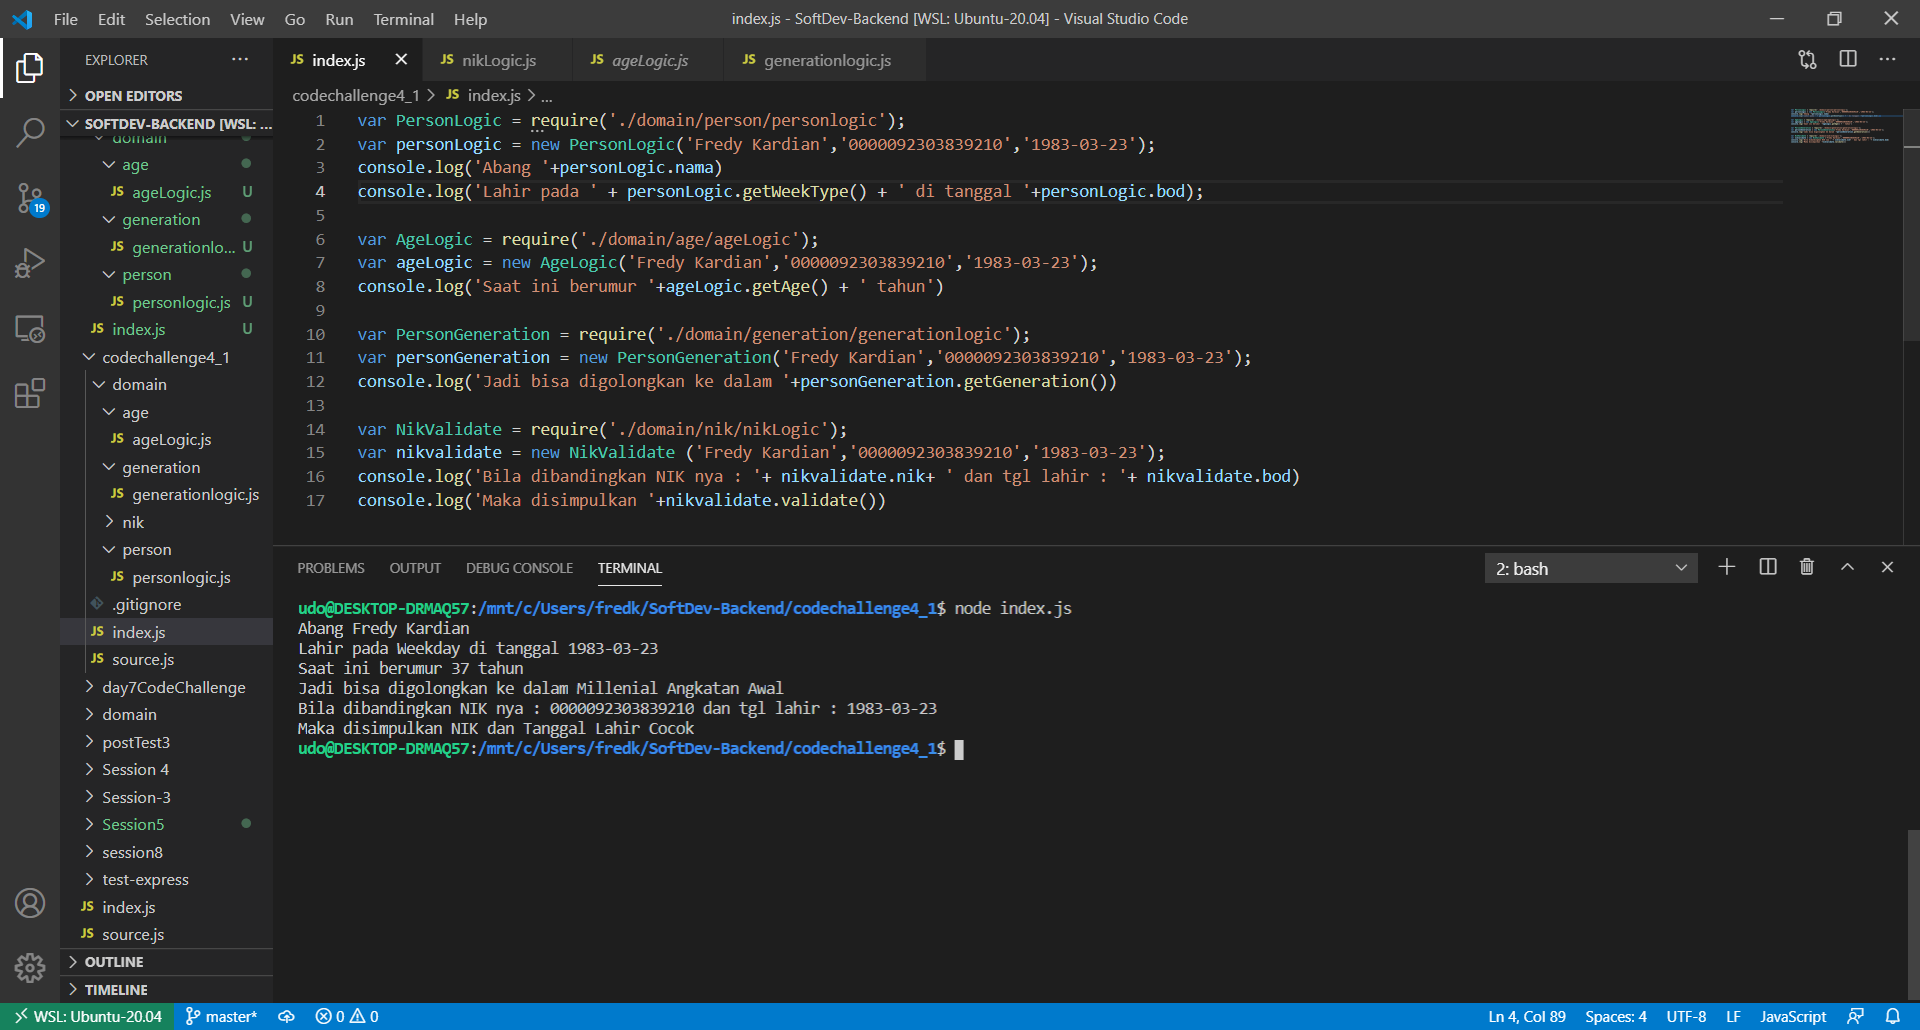 File Edit Selection View Go Run Terminal Help
index.js - SoftDev-Backend [WSL: Ubuntu-20.04] - Visual Studio Code
EXPLORER
OPEN EDITORS
SOFTDEV-BACKEND [WSL: ...
domain
age
ageLogic.js U
generation
generationlo... U
person
personlogic.js U
index.js U
codechallenge4_1
domain
age
ageLogic.js
generation
generationlogic.js
nik
person
personlogic.js
.gitignore
index.js
source.js
day7CodeChallenge
domain
postTest3
Session 4
Session-3
Session5
session8
test-express
index.js
source.js
OUTLINE
TIMELINE
19
JS index.js JS nikLogic.js JS ageLogic.js JS generationlogic.js
codechallenge4_1 > JS index.js > ...
1 var PersonLogic = require('./domain/person/personlogic');
2 var personLogic = new PersonLogic('Fredy Kardian','0000092303839210','1983-03-23');
3 console.log('Abang '+personLogic.nama)
4 console.log('Lahir pada ' + personLogic.getWeekType() + ' di tanggal '+personLogic.bod);
5
6 var AgeLogic = require('./domain/age/ageLogic');
7 var ageLogic = new AgeLogic('Fredy Kardian','0000092303839210','1983-03-23');
8 console.log('Saat ini berumur '+ageLogic.getAge() + ' tahun')
9
10 var PersonGeneration = require('./domain/generation/generationlogic');
11 var personGeneration = new PersonGeneration('Fredy Kardian','0000092303839210','1983-03-23');
12 console.log('Jadi bisa digolongkan ke dalam '+personGeneration.getGeneration())
13
14 var NikValidate = require('./domain/nik/nikLogic');
15 var nikvalidate = new NikValidate ('Fredy Kardian','0000092303839210','1983-03-23');
16 console.log('Bila dibandingkan NIK nya : '+ nikvalidate.nik+ ' dan tgl lahir : '+ nikvalidate.bod)
17 console.log('Maka disimpulkan '+nikvalidate.validate())
PROBLEMS OUTPUT DEBUG CONSOLE TERMINAL 2: bash
udo@DESKTOP-DRMAQ57:/mnt/c/Users/fredk/SoftDev-Backend/codechallenge4_1$ node index.js
Abang Fredy Kardian
Lahir pada Weekday di tanggal 1983-03-23
Saat ini berumur 37 tahun
Jadi bisa digolongkan ke dalam Millenial Angkatan Awal
Bila dibandingkan NIK nya : 0000092303839210 dan tgl lahir : 1983-03-23
Maka disimpulkan NIK dan Tanggal Lahir Cocok
udo@DESKTOP-DRMAQ57:/mnt/c/Users/fredk/SoftDev-Backend/codechallenge4_1$
WSL: Ubuntu-20.04 master* 0 0 Ln 4, Col 89 Spaces: 4 UTF-8 LF JavaScript